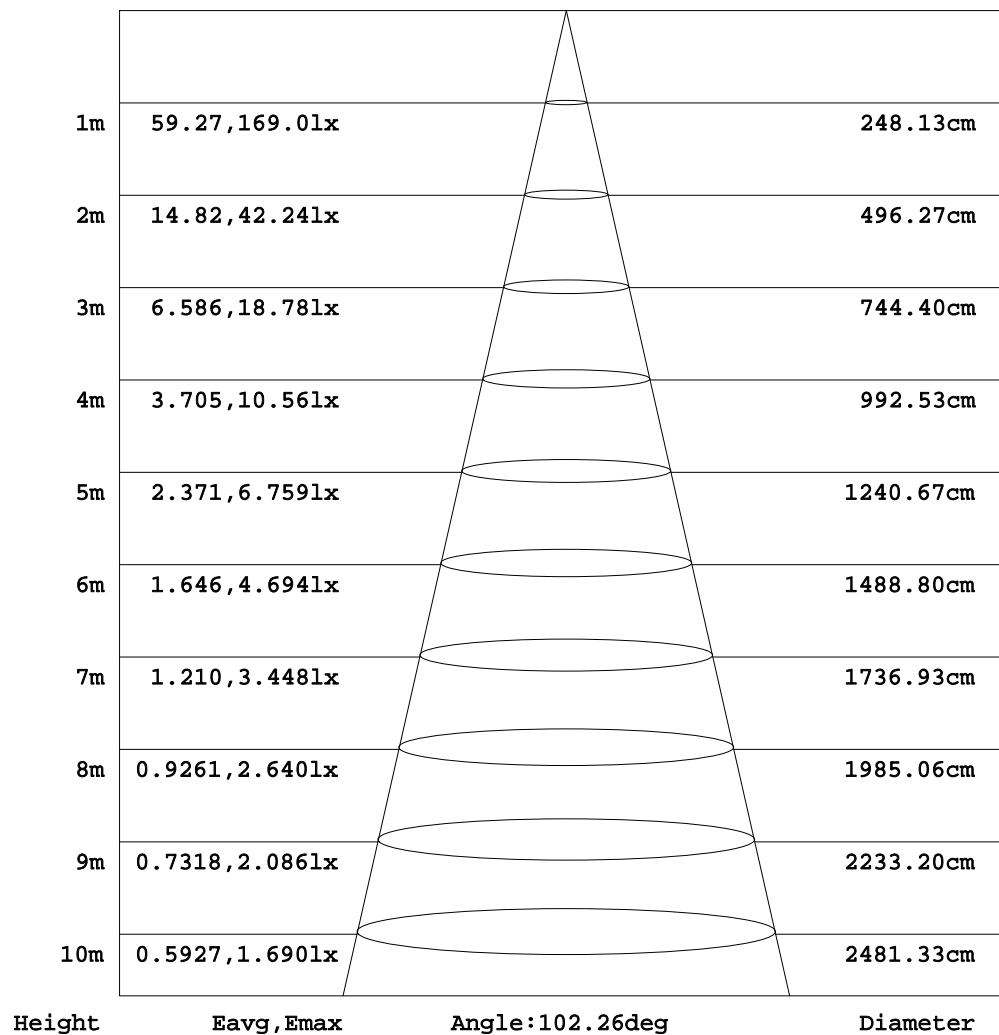 1m 59.27,169.0lx 248.13cm
2m 14.82,42.24lx 496.27cm
3m 6.586,18.78lx 744.40cm
4m 3.705,10.56lx 992.53cm
5m 2.371,6.759lx 1240.67cm
6m 1.646,4.694lx 1488.80cm
7m 1.210,3.448lx 1736.93cm
8m 0.9261,2.640lx 1985.06cm
9m 0.7318,2.086lx 2233.20cm
10m 0.5927,1.690lx 2481.33cm
Height Eavg,Emax Angle:102.26deg Diameter